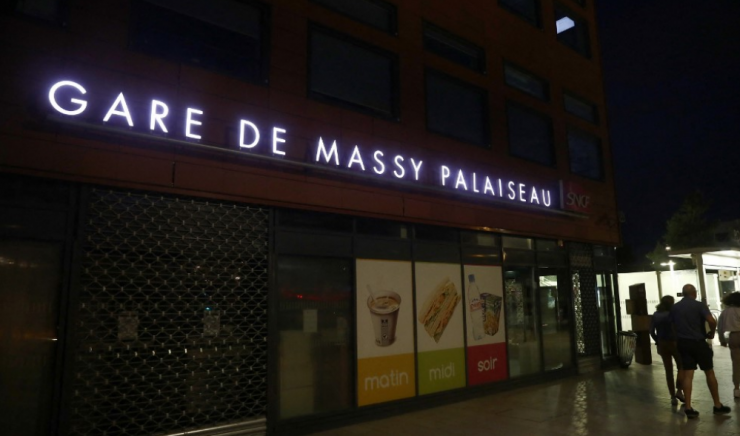 GARE DE MASSY PALAISEAU
SNCF
matin
midi
soir